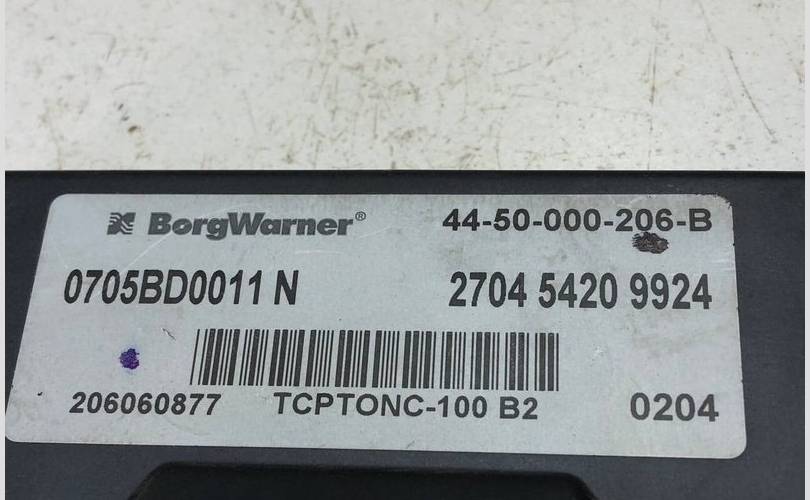 BorgWarner® 44-50-000-206-B
0705BD0011 N 2704 5420 9924
206060877 TCPTONC-100 B2 0204